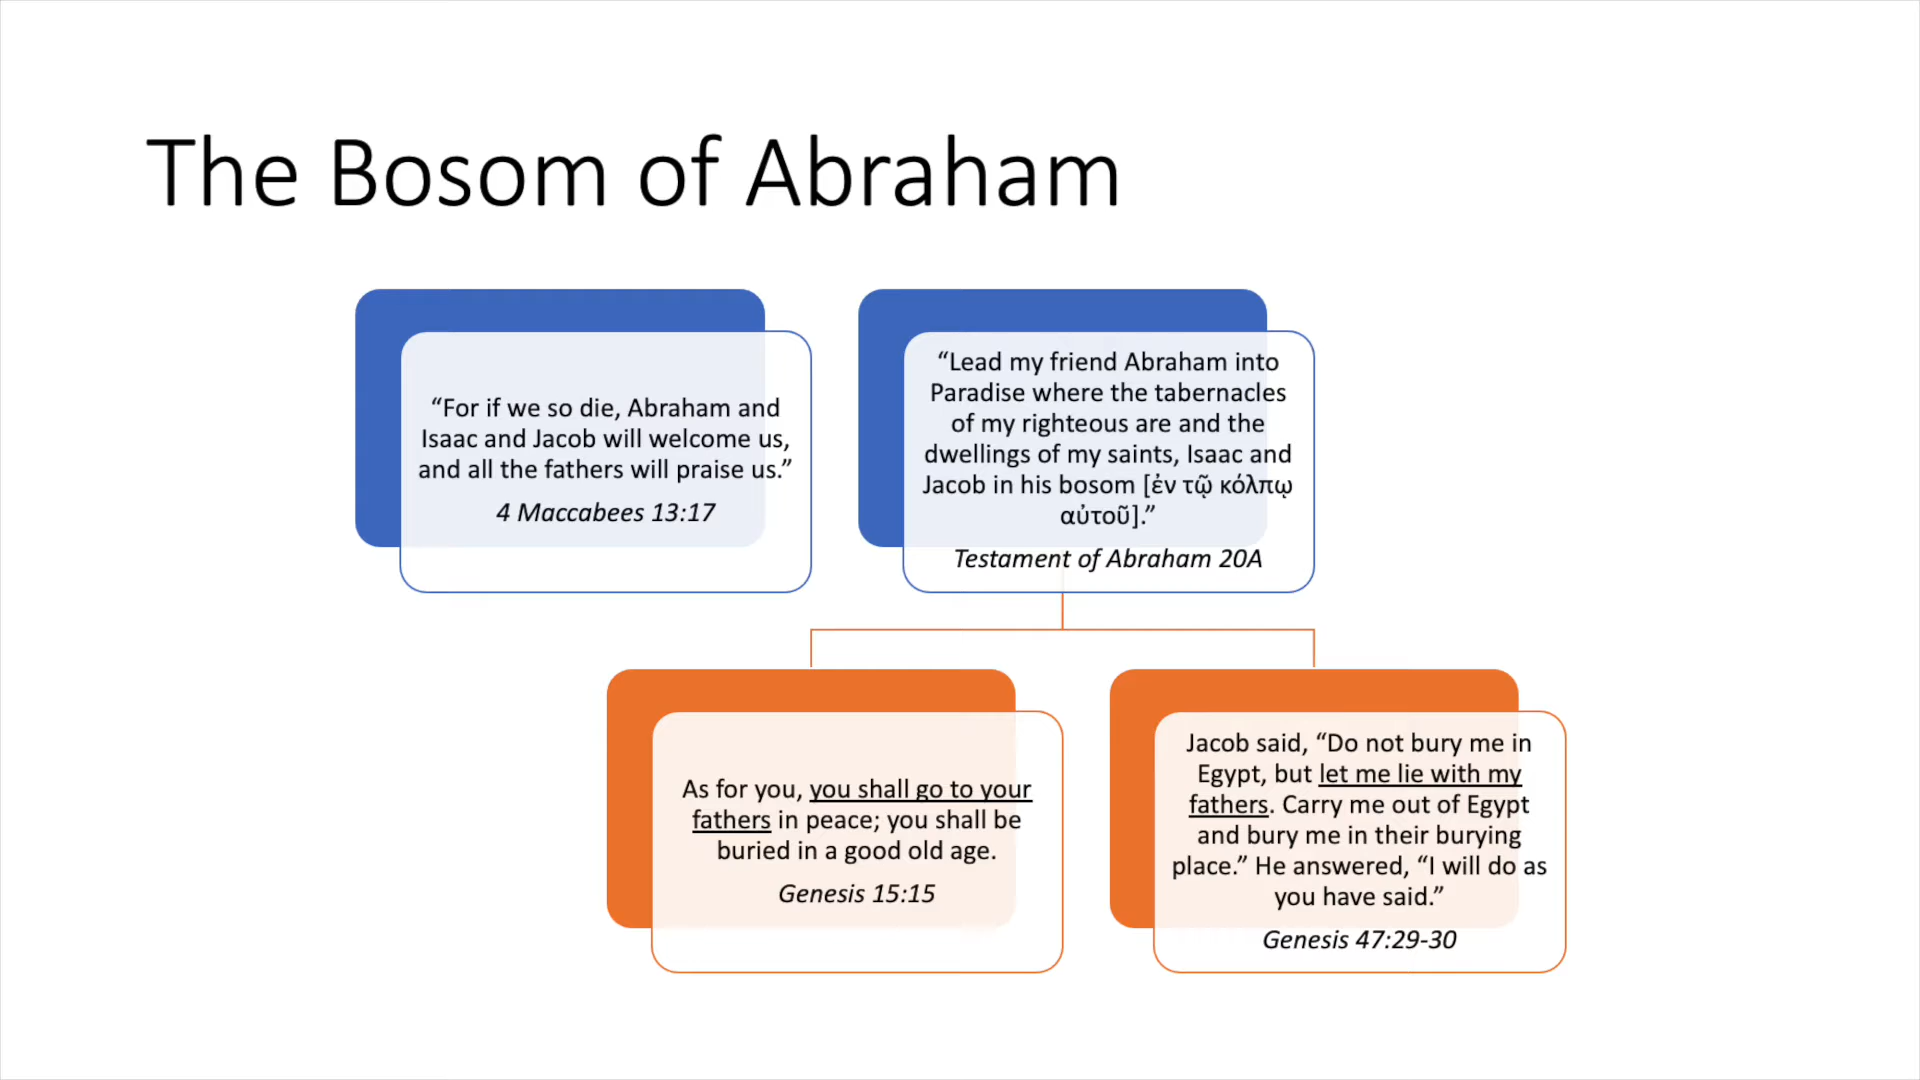 The Bosom of Abraham
“For if we so die, Abraham and
Isaac and Jacob will welcome us,
and all the fathers will praise us.”
4 Maccabees 13:17
“Lead my friend Abraham into
Paradise where the tabernacles
of my righteous are and the
dwellings of my saints, Isaac and
Jacob in his bosom [ἐν τῷ κόλπῳ
αὐτοῦ].”
Testament of Abraham 20A
As for you, you shall go to your
fathers in peace; you shall be
buried in a good old age.
Genesis 15:15
Jacob said, “Do not bury me in
Egypt, but let me lie with my
fathers. Carry me out of Egypt
and bury me in their burying
place.” He answered, “I will do as
you have said.”
Genesis 47:29-30